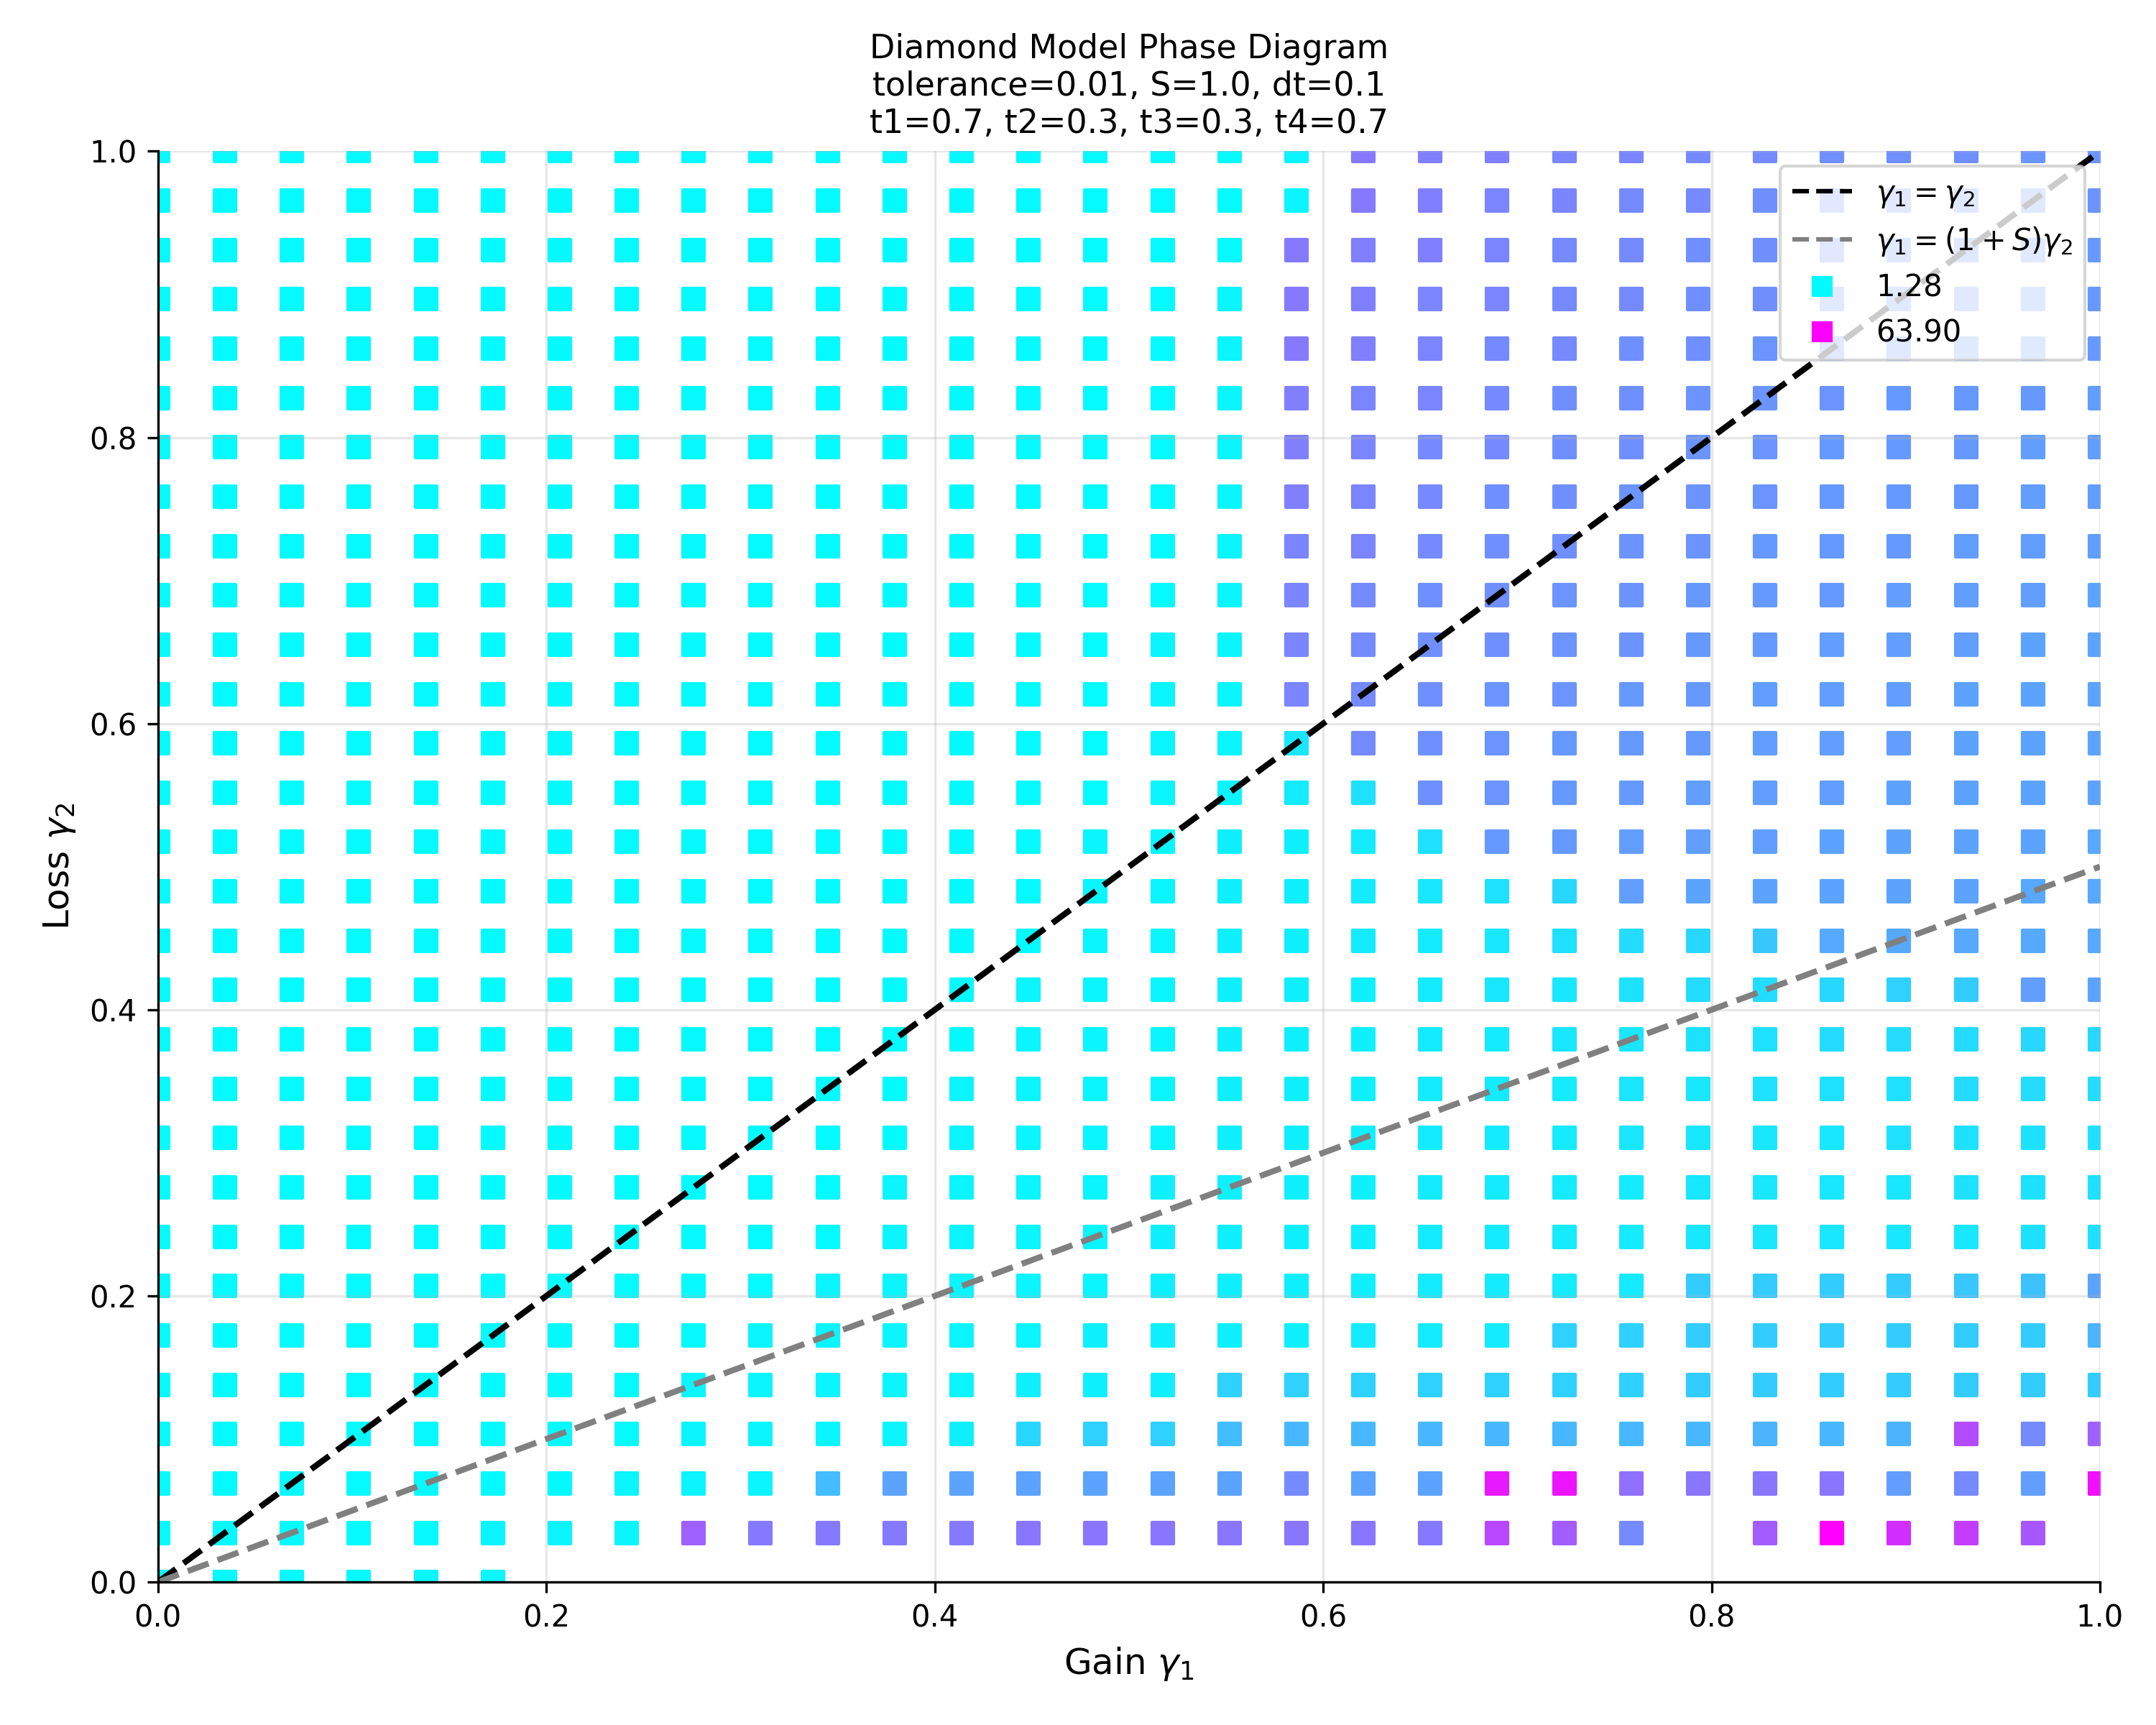 Diamond Model Phase Diagram
tolerance=0.01, S=1.0, dt=0.1
t1=0.7, t2=0.3, t3=0.3, t4=0.7
γ₁ = γ₂
γ₁ = (1 + S)γ₂
1.28
63.90
1.0
0.8
0.6
0.4
0.2
0.0
Loss γ₂
0.0 0.2 0.4 0.6 0.8 1.0
Gain γ₁